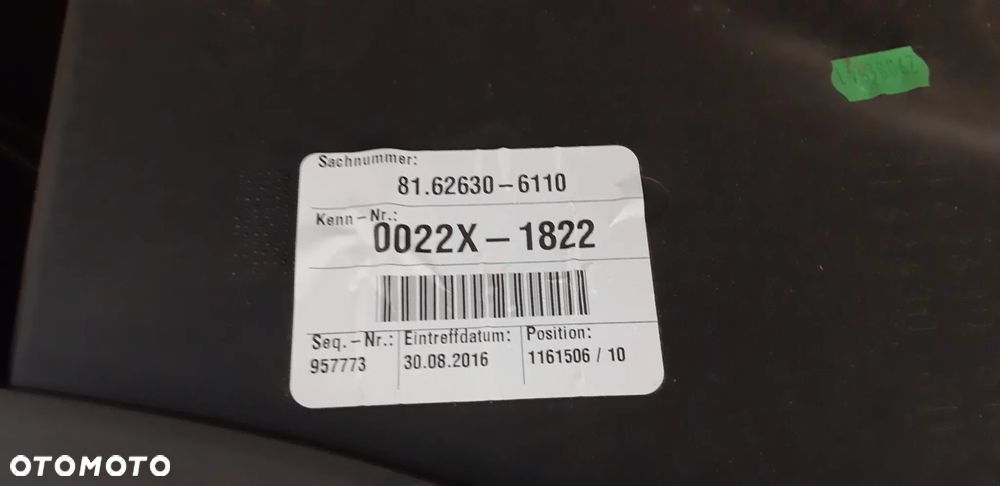 Sachnummer:
81.62630-6110
Kenn-Nr.:
0022X-1822
Seq.-Nr.: Eintreffdatum: Position:
957773 30.08.2016 1161506 / 10
OTOMOTO